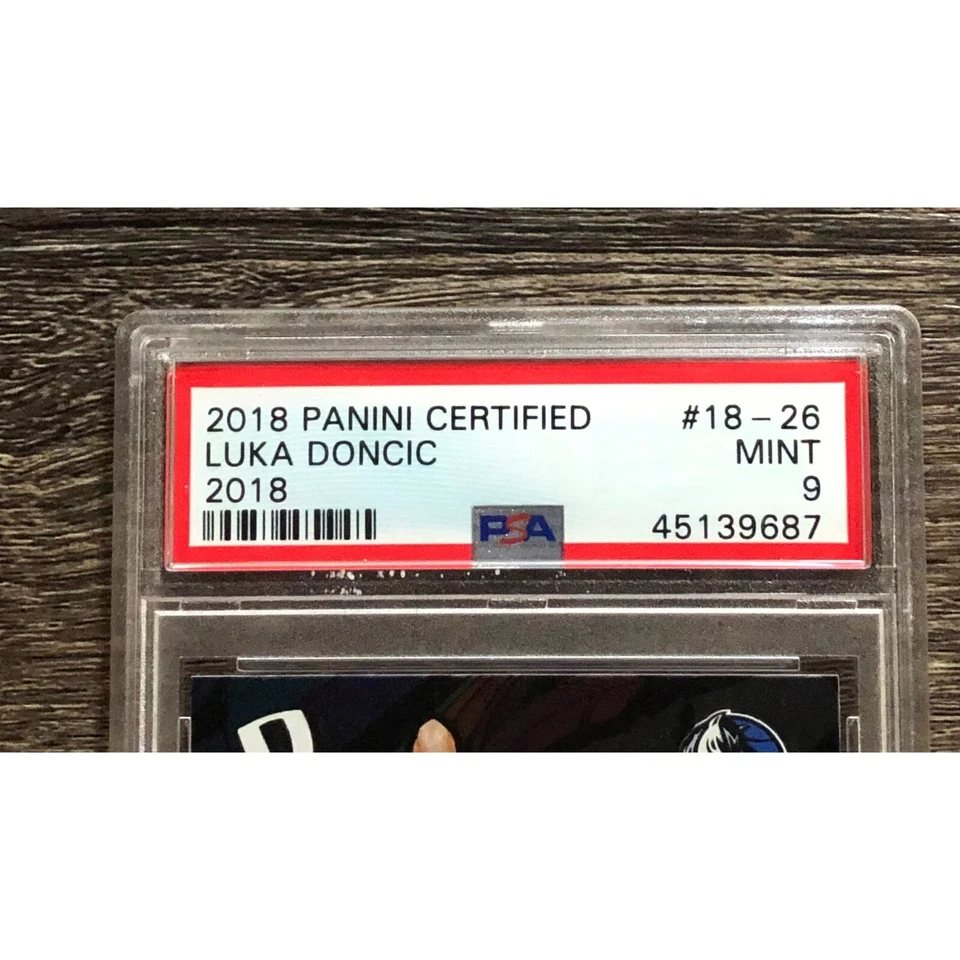 2018 PANINI CERTIFIED #18-26
LUKA DONCIC MINT
2018 9
PSA 45139687